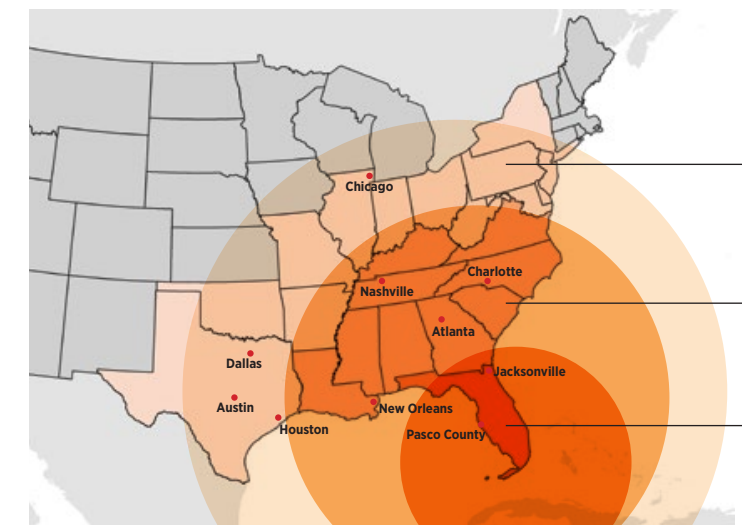 Chicago
Charlotte
Nashville
Atlanta
Dallas
Jacksonville
Austin
New Orleans
Houston
Pasco County